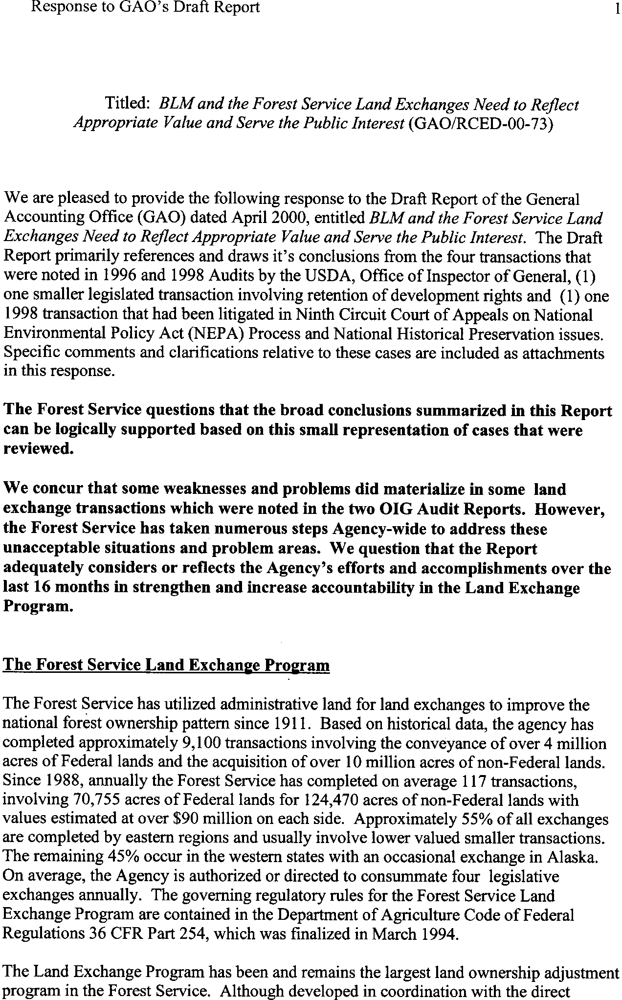 Response to GAO's Draft Report 1
Titled: BLM and the Forest Service Land Exchanges Need to Reflect
Appropriate Value and Serve the Public Interest (GAO/RCED-00-73)
We are pleased to provide the following response to the Draft Report of the General
Accounting Office (GAO) dated April 2000, entitled BLM and the Forest Service Land
Exchanges Need to Reflect Appropriate Value and Serve the Public Interest. The Draft
Report primarily references and draws it's conclusions from the four transactions that
were noted in 1996 and 1998 Audits by the USDA, Office of Inspector of General, (1)
one smaller legislated transaction involving retention of development rights and (1) one
1998 transaction that had been litigated in Ninth Circuit Court of Appeals on National
Environmental Policy Act (NEPA) Process and National Historical Preservation issues.
Specific comments and clarifications relative to these cases are included as attachments
in this response.
The Forest Service questions that the broad conclusions summarized in this Report
can be logically supported based on this small representation of cases that were
reviewed.
We concur that some weaknesses and problems did materialize in some land
exchange transactions which were noted in the two OIG Audit Reports. However,
the Forest Service has taken numerous steps Agency-wide to address these
unacceptable situations and problem areas. We question that the Report
adequately considers or reflects the Agency's efforts and accomplishments over the
last 16 months in strengthen and increase accountability in the Land Exchange
Program.
The Forest Service Land Exchange Program
The Forest Service has utilized administrative land for land exchanges to improve the
national forest ownership pattern since 1911. Based on historical data, the agency has
completed approximately 9,100 transactions involving the conveyance of over 4 million
acres of Federal lands and the acquisition of over 10 million acres of non-Federal lands.
Since 1988, annually the Forest Service has completed on average 117 transactions,
involving 70,755 acres of Federal lands for 124,470 acres of non-Federal lands with
values estimated at over $90 million on each side. Approximately 55% of all exchanges
are completed by eastern regions and usually involve lower valued smaller transactions.
The remaining 45% occur in the western states with an occasional exchange in Alaska.
On average, the Agency is authorized or directed to consummate four legislative
exchanges annually. The governing regulatory rules for the Forest Service Land
Exchange Program are contained in the Department of Agriculture Code of Federal
Regulations 36 CFR Part 254, which was finalized in March 1994.
The Land Exchange Program has been and remains the largest land ownership adjustment
program in the Forest Service. Although developed in coordination with the direct